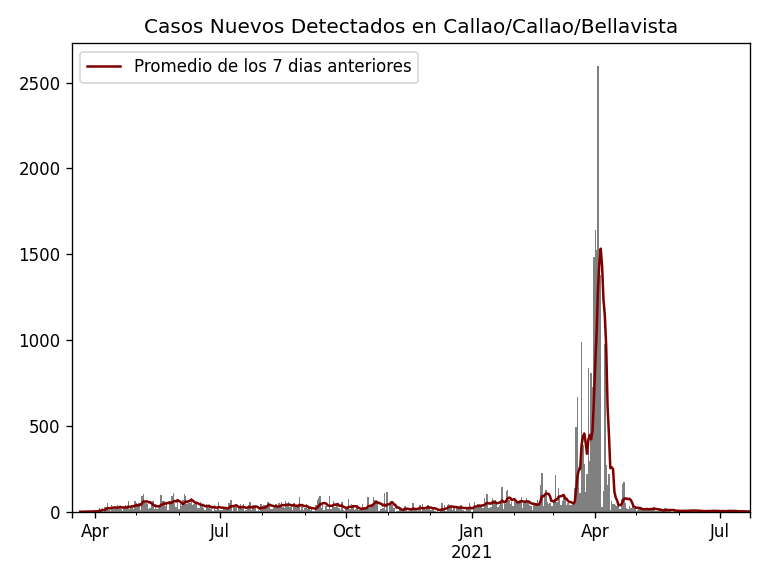 Casos Nuevos Detectados en Callao/Callao/Bellavista
Promedio de los 7 dias anteriores
2500
2000
1500
1000
500
0
Apr Jul Oct Jan Apr Jul
2021